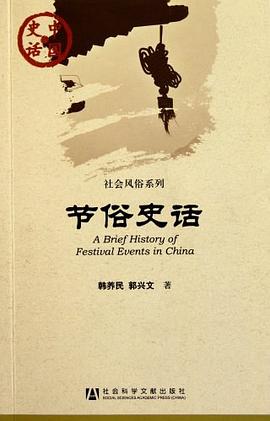 中国
史话
社会风俗系列
节俗史话
A Brief History of
Festival Events in China
韩养民 郭兴文 著
社会科学文献出版社
SOCIAL SCIENCES ACADEMIC PRESS (CHINA)